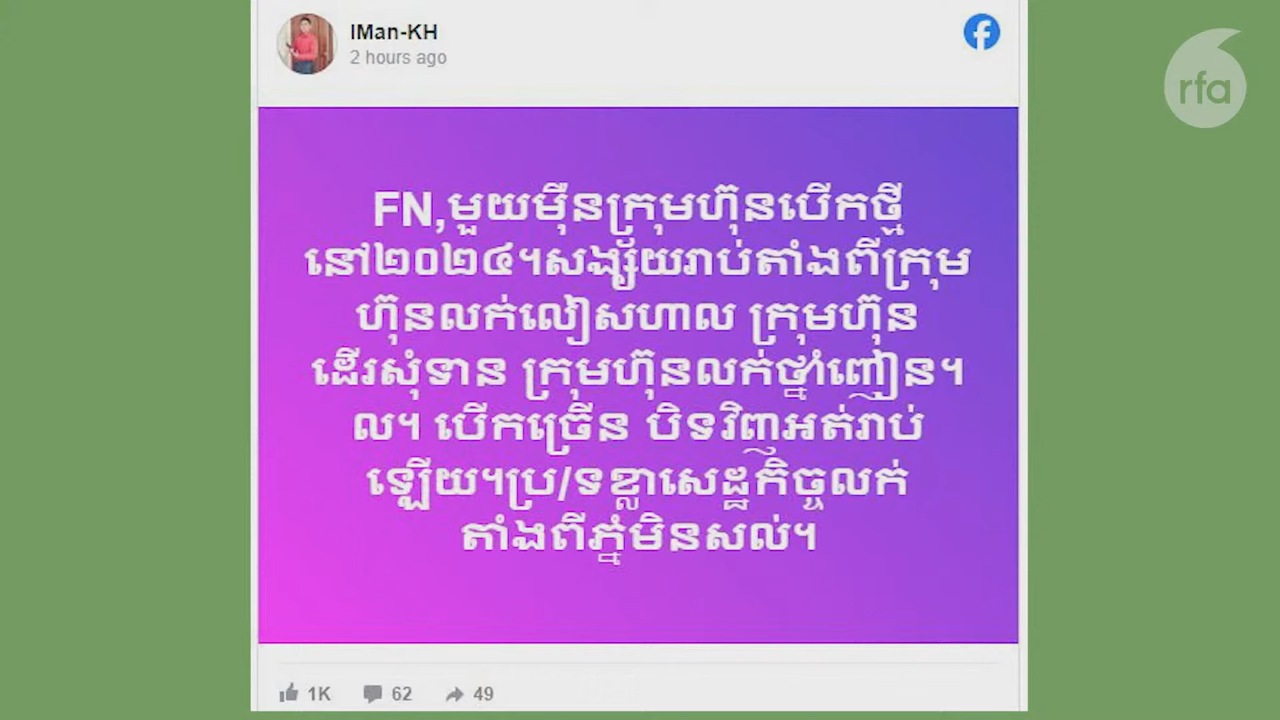 IMan-KH
2 hours ago
rfa
FN,មួយម៉ឺនក្រុមហ៊ុនបើកថ្មី
នៅ២០២៤។សង្ស័យរាប់តាំងពីក្រុម
ហ៊ុនលក់លៀសហាល ក្រុមហ៊ុន
ដើរសុំទាន ក្រុមហ៊ុនលក់ថ្នាំញៀន។
ល។ បើកច្រើន បិទវិញអត់រាប់
ឡើយ។ប្រ/ទខ្លាសេដ្ឋកិច្ចលក់
តាំងពីភ្នំមិនសល់។
1K 62 49